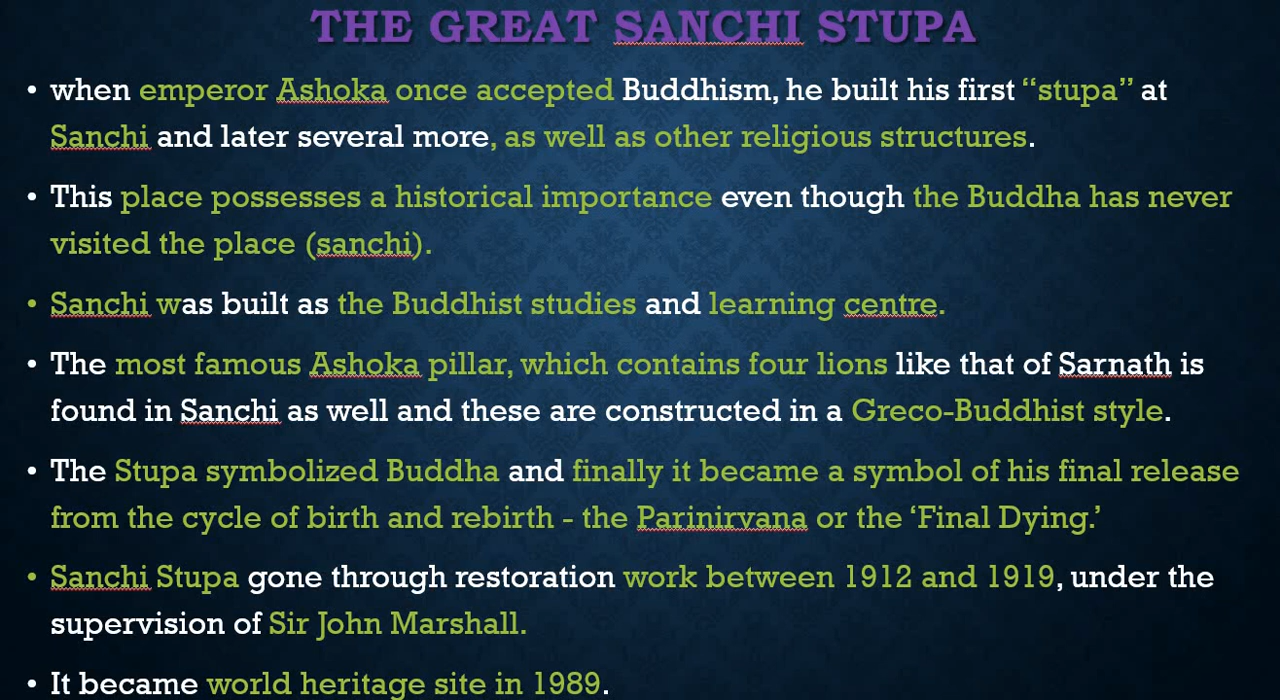 THE GREAT SANCHI STUPA
• when emperor Ashoka once accepted Buddhism, he built his first “stupa” at
Sanchi and later several more, as well as other religious structures.
• This place possesses a historical importance even though the Buddha has never
visited the place (sanchi).
• Sanchi was built as the Buddhist studies and learning centre.
• The most famous Ashoka pillar, which contains four lions like that of Sarnath is
found in Sanchi as well and these are constructed in a Greco-Buddhist style.
• The Stupa symbolized Buddha and finally it became a symbol of his final release
from the cycle of birth and rebirth - the Parinirvana or the ‘Final Dying.’
• Sanchi Stupa gone through restoration work between 1912 and 1919, under the
supervision of Sir John Marshall.
• It became world heritage site in 1989.